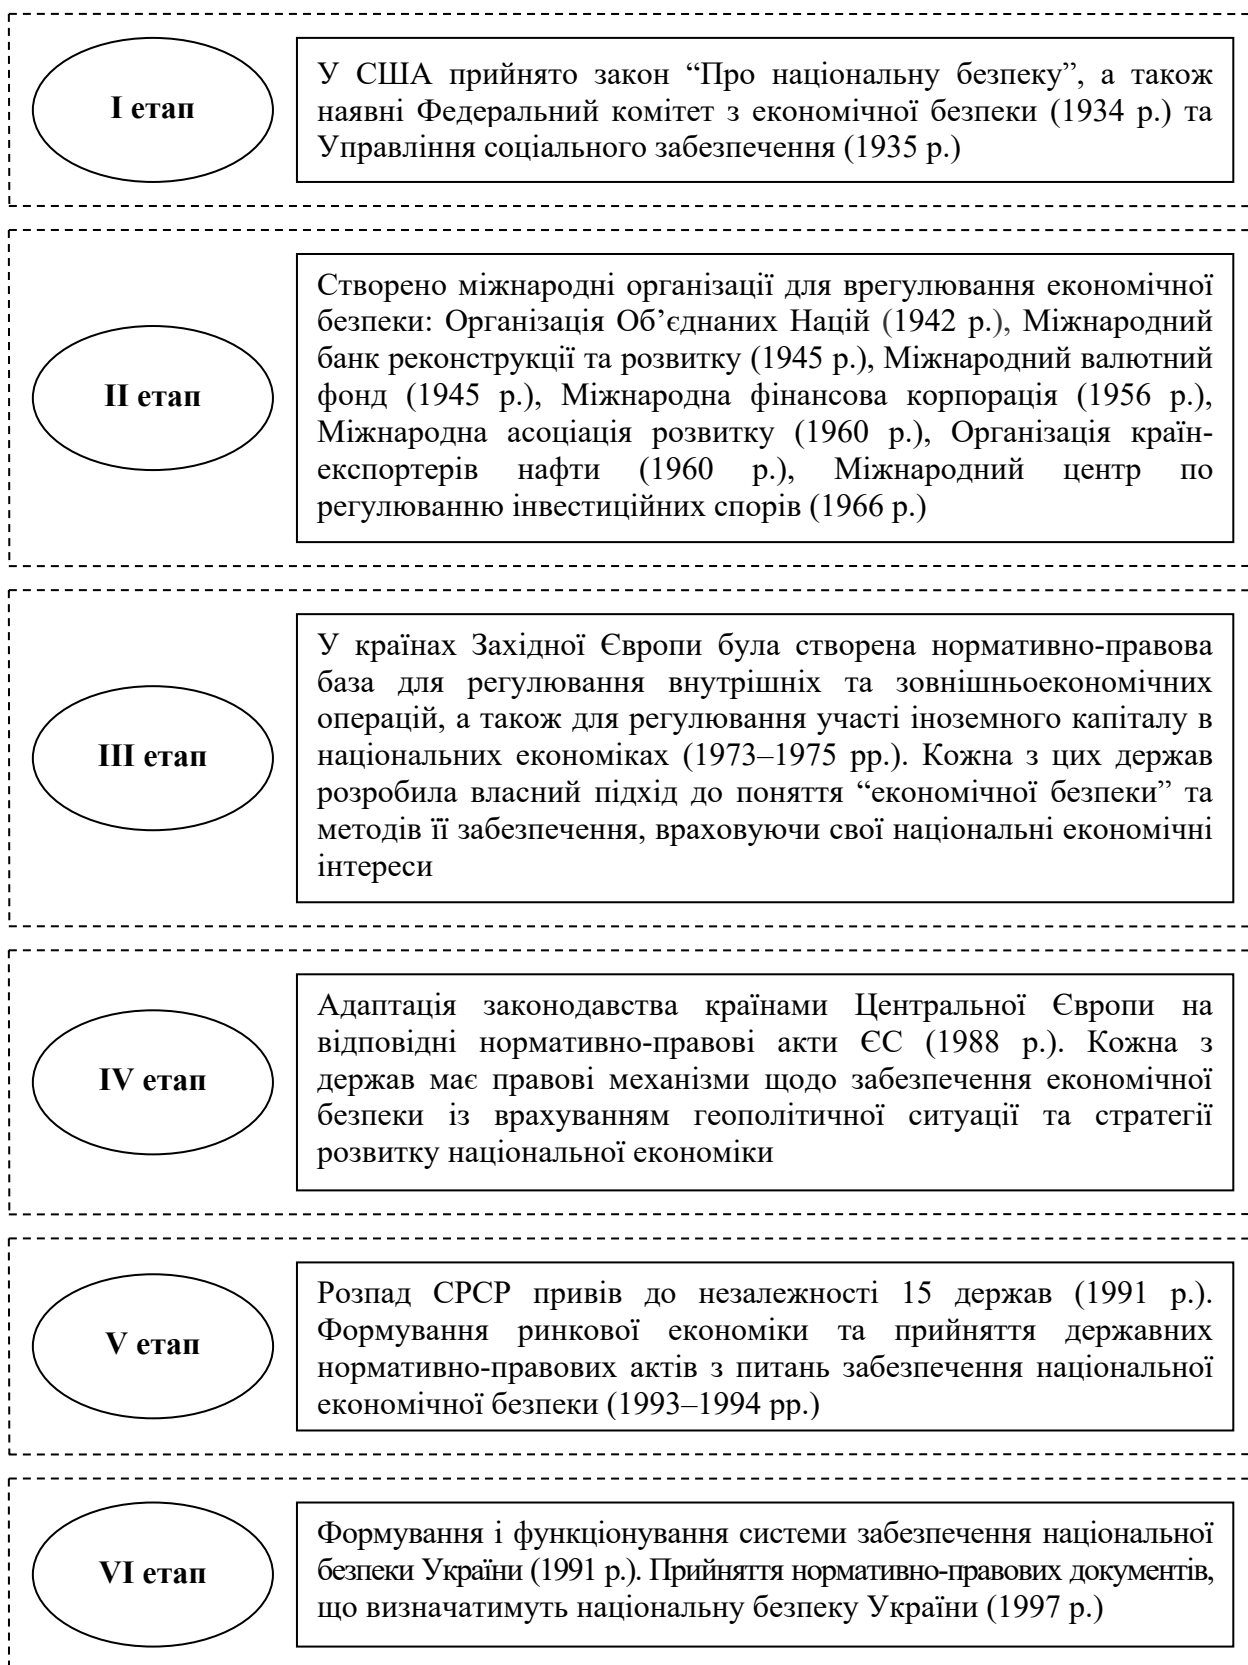 I етап
У США прийнято закон “Про національну безпеку”, а також
наявні Федеральний комітет з економічної безпеки (1934 р.) та
Управління соціального забезпечення (1935 р.)
II етап
Створено міжнародні організації для врегулювання економічної
безпеки: Організація Об’єднаних Націй (1942 р.), Міжнародний
банк реконструкції та розвитку (1945 р.), Міжнародний валютний
фонд (1945 р.), Міжнародна фінансова корпорація (1956 р.),
Міжнародна асоціація розвитку (1960 р.), Організація країн-
експортерів нафти (1960 р.), Міжнародний центр по
регулюванню інвестиційних спорів (1966 р.)
III етап
У країнах Західної Європи була створена нормативно-правова
база для регулювання внутрішніх та зовнішньоекономічних
операцій, а також для регулювання участі іноземного капіталу в
національних економіках (1973–1975 рр.). Кожна з цих держав
розробила власний підхід до поняття “економічної безпеки” та
методів її забезпечення, враховуючи свої національні економічні
інтереси
IV етап
Адаптація законодавства країнами Центральної Європи на
відповідні нормативно-правові акти ЄС (1988 р.). Кожна з
держав має правові механізми щодо забезпечення економічної
безпеки із врахуванням геополітичної ситуації та стратегії
розвитку національної економіки
V етап
Розпад СРСР привів до незалежності 15 держав (1991 р.).
Формування ринкової економіки та прийняття державних
нормативно-правових актів з питань забезпечення національної
економічної безпеки (1993–1994 рр.)
VI етап
Формування і функціонування системи забезпечення національної
безпеки України (1991 р.). Прийняття нормативно-правових документів,
що визначатимуть національну безпеку України (1997 р.)